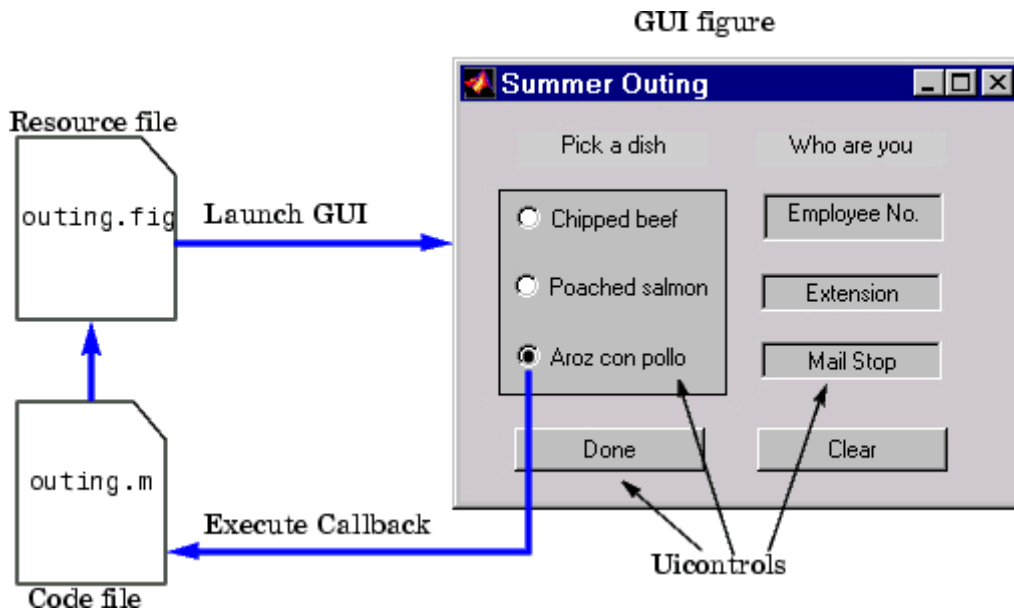 GUI figure
Summer Outing
Resource file
outing.fig
Launch GUI
Pick a dish
Who are you
Chipped beef
Poached salmon
Aroz con pollo
Employee No.
Extension
Mail Stop
Done
Clear
outing.m
Execute Callback
Uicontrols
Code file